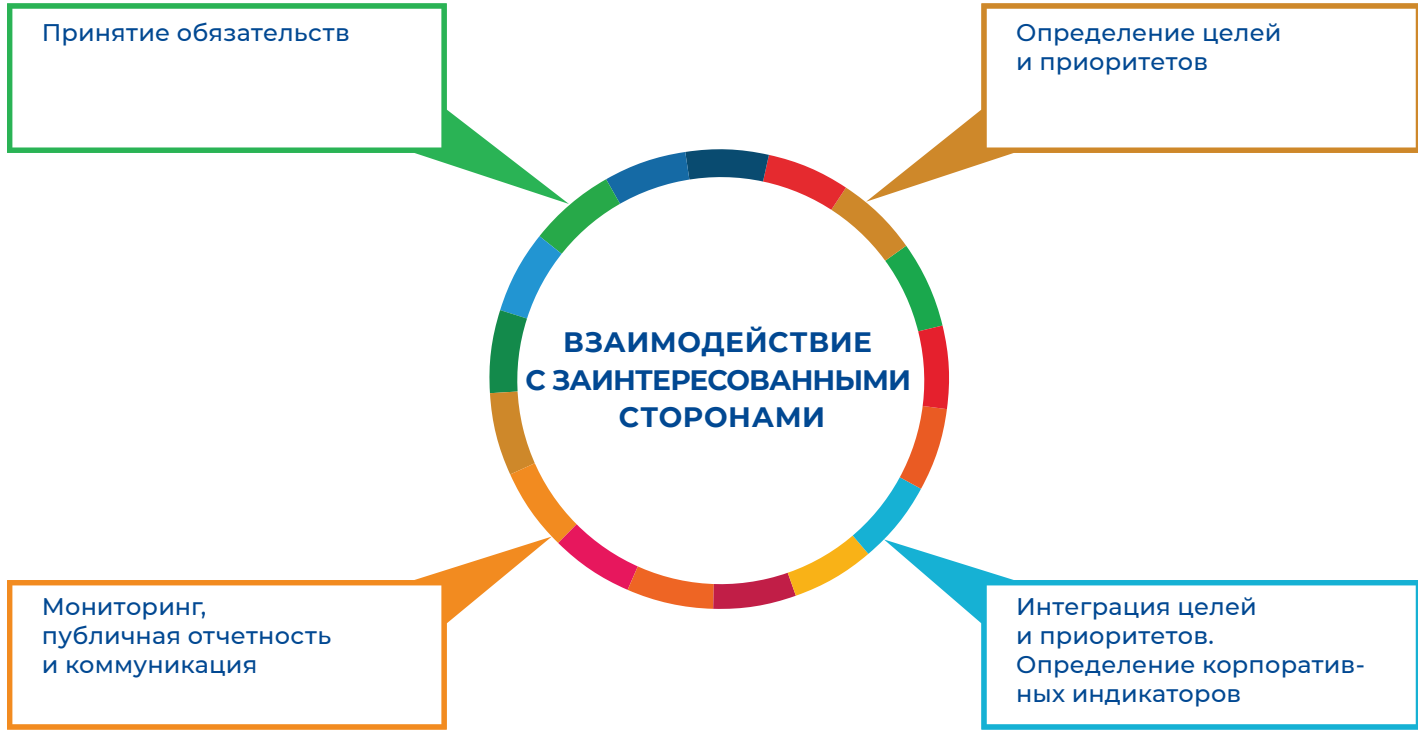 Принятие обязательств
Определение целей
и приоритетов
ВЗАИМОДЕЙСТВИЕ
С ЗАИНТЕРЕСОВАННЫМИ
СТОРОНАМИ
Мониторинг,
публичная отчетность
и коммуникация
Интеграция целей
и приоритетов.
Определение корпоратив-
ных индикаторов